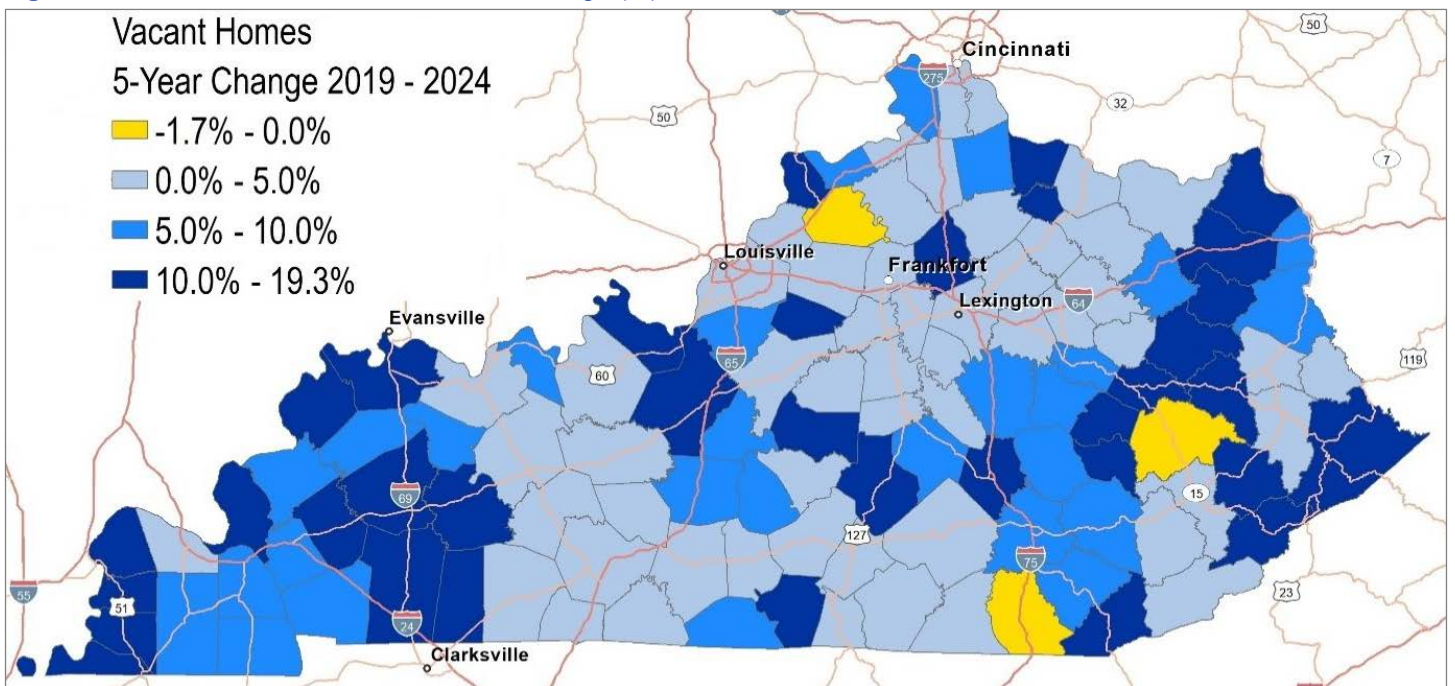 Vacant Homes
5-Year Change 2019 - 2024
-1.7% - 0.0%
0.0% - 5.0%
5.0% - 10.0%
10.0% - 19.3%
Cincinnati
50
275
32
50
7
Louisville
Frankfort
Lexington
64
Evansville
65
60
119
69
15
127
75
55
51
23
24
Clarksville